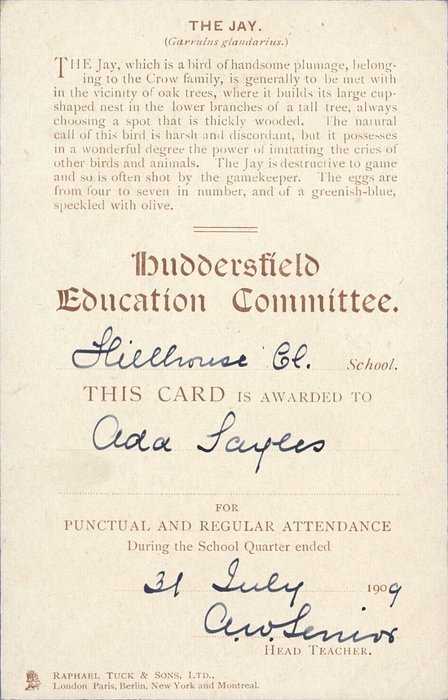 THE JAY.
(Garrulus glandarius.)
THE Jay, which is a bird of handsome plumage, belong-
ing to the Crow family, is generally to be met with
in the vicinity of oak trees, where it builds its large cup-
shaped nest in the lower branches of a tall tree, always
choosing a spot that is thickly wooded. The natural
call of this bird is harsh and discordant, but it possesses
in a wonderful degree the power of imitating the cries of
other birds and animals. The Jay is destructive to game
and so is often shot by the gamekeeper. The eggs are
from four to seven in number, and of a greenish-blue,
speckled with olive.
Huddersfield
Education Committee.
Hillhouse Cl. School.
THIS CARD IS AWARDED TO
Ada Sayles
FOR
PUNCTUAL AND REGULAR ATTENDANCE
During the School Quarter ended
31 July 1909
A.W. Senior
HEAD TEACHER.
RAPHAEL TUCK & SONS, LTD.,
London Paris, Berlin, New York and Montreal.